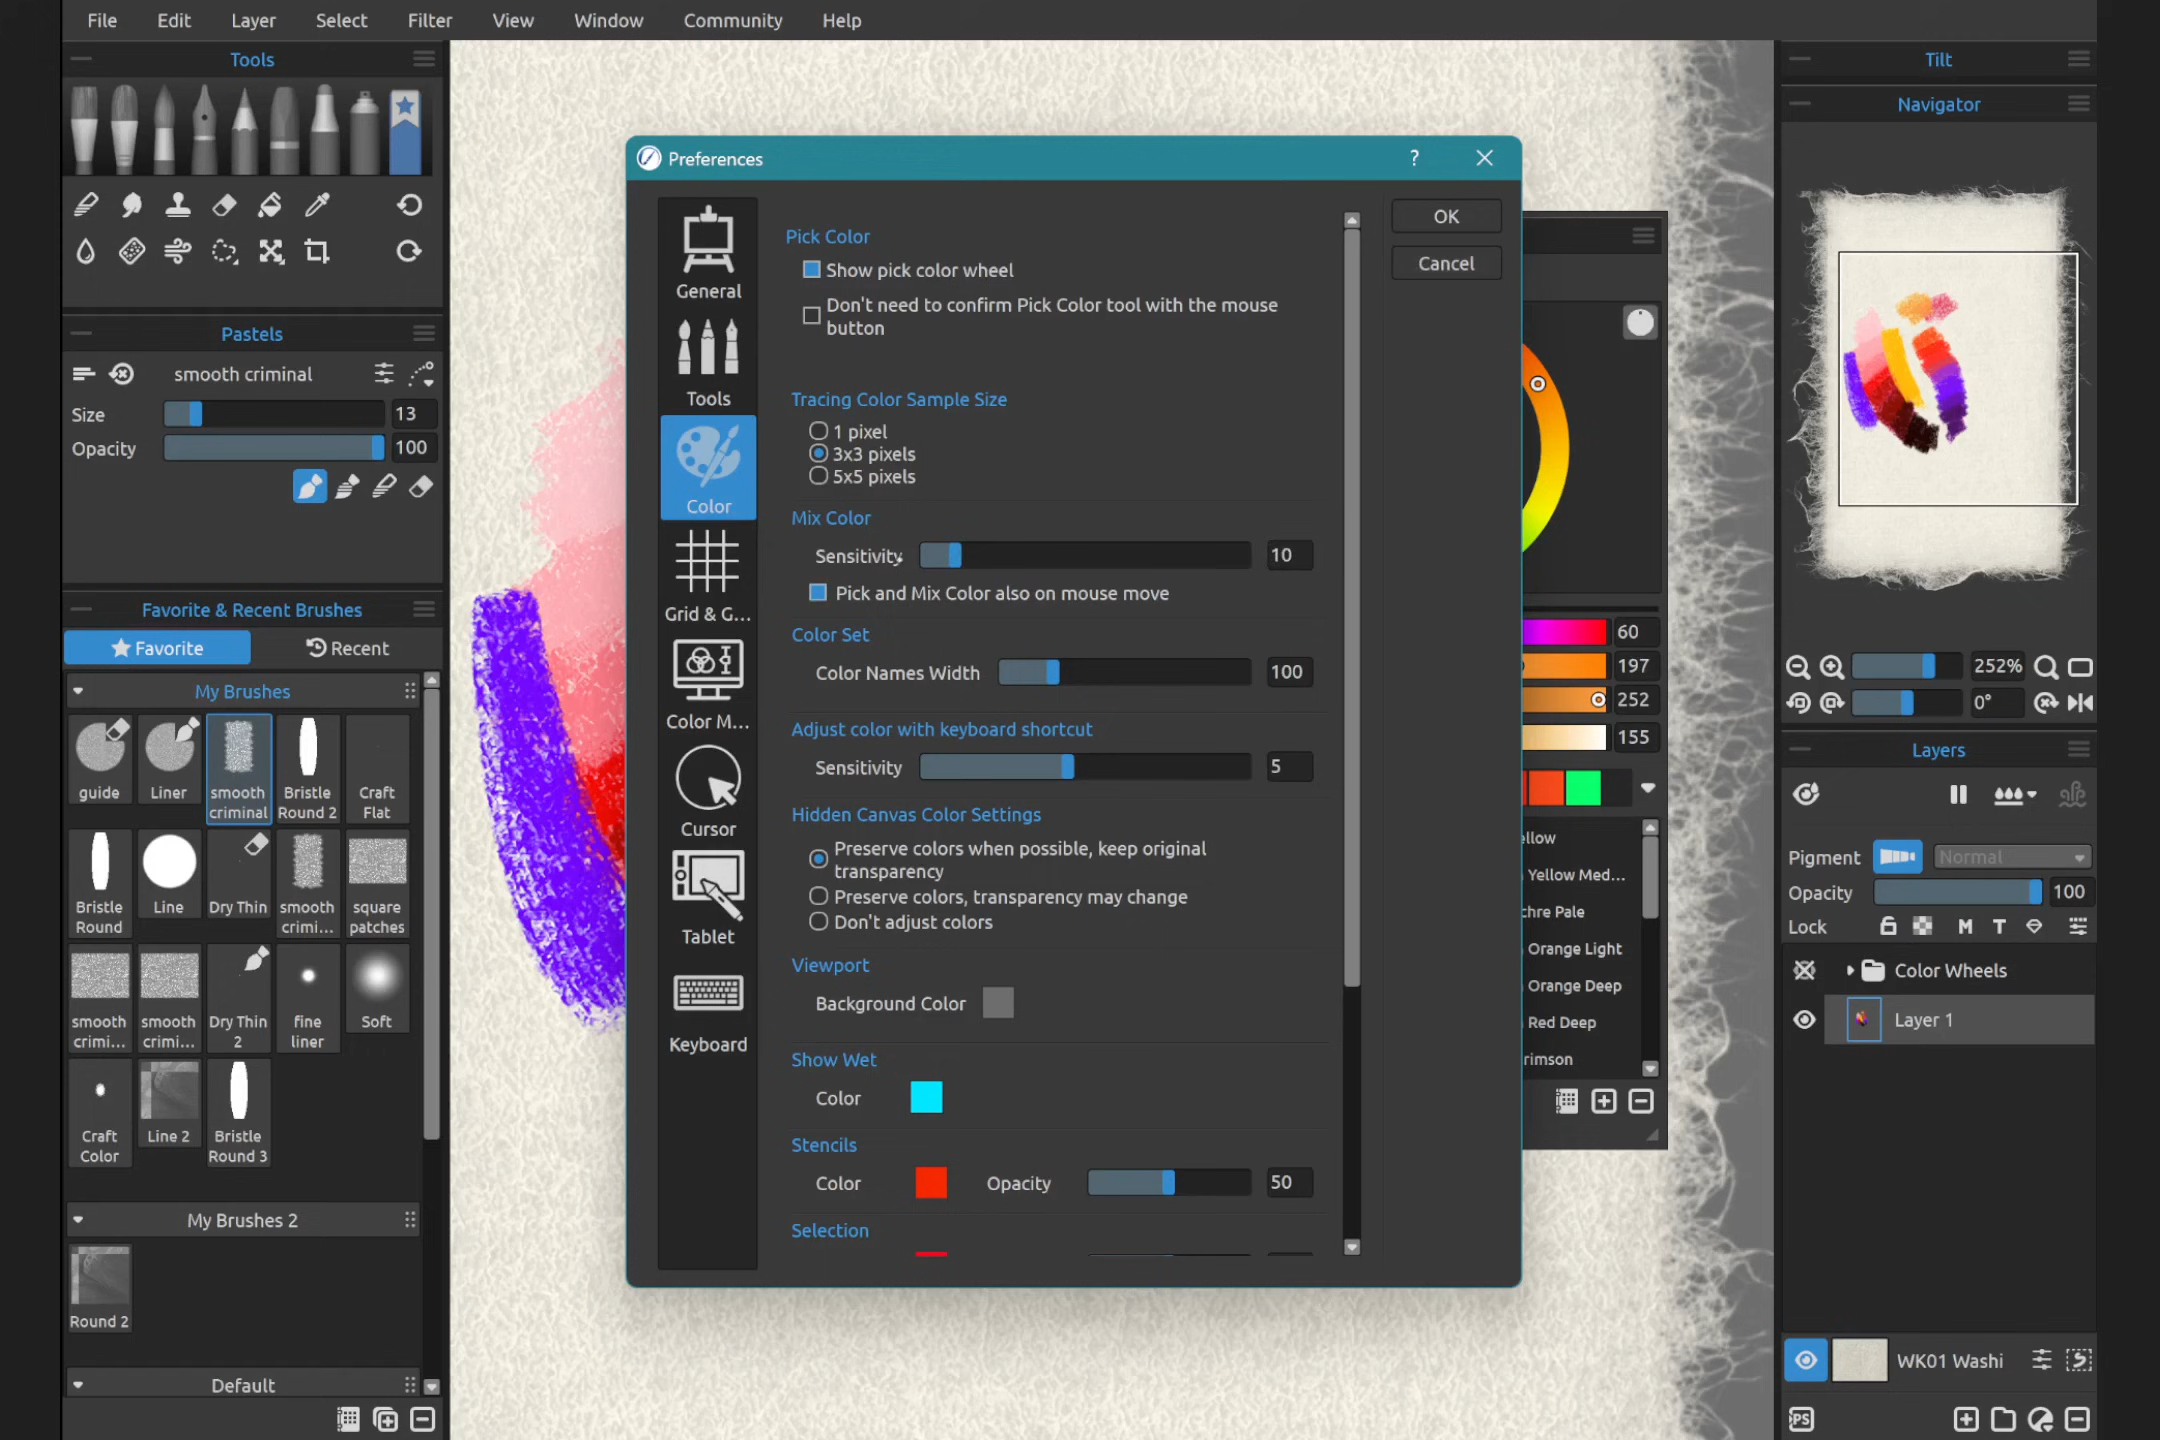 File Edit Layer Select Filter View Window Community Help
Tools
Pastels
smooth criminal
Size 13
Opacity 100
Favorite & Recent Brushes
Favorite Recent
My Brushes
guide
Liner
smooth
criminal
Bristle
Round 2
Craft
Flat
Bristle
Round
Line
Dry Thin
smooth
crimi...
square
patches
smooth
crimi...
smooth
crimi...
Dry Thin
2
fine
liner
Soft
Craft
Color
Line 2
Bristle
Round 3
My Brushes 2
Round 2
Default
Preferences ?
General
Tools
Color
Grid & G...
Color M...
Cursor
Tablet
Keyboard
Pick Color
Show pick color wheel
Don't need to confirm Pick Color tool with the mouse
button
Tracing Color Sample Size
1 pixel
3x3 pixels
5x5 pixels
Mix Color
Sensitivity 10
Pick and Mix Color also on mouse move
Color Set
Color Names Width 100
Adjust color with keyboard shortcut
Sensitivity 5
Hidden Canvas Color Settings
Preserve colors when possible, keep original
transparency
Preserve colors, transparency may change
Don't adjust colors
Viewport
Background Color
Show Wet
Color
Stencils
Color Opacity 50
Selection
OK
Cancel
60
197
252
155
ellow
Yellow Med...
chre Pale
Orange Light
Orange Deep
Red Deep
rimson
Tilt
Navigator
252%
0°
Layers
Pigment Normal
Opacity 100
Lock M T
Color Wheels
Layer 1
WK01 Washi
PS